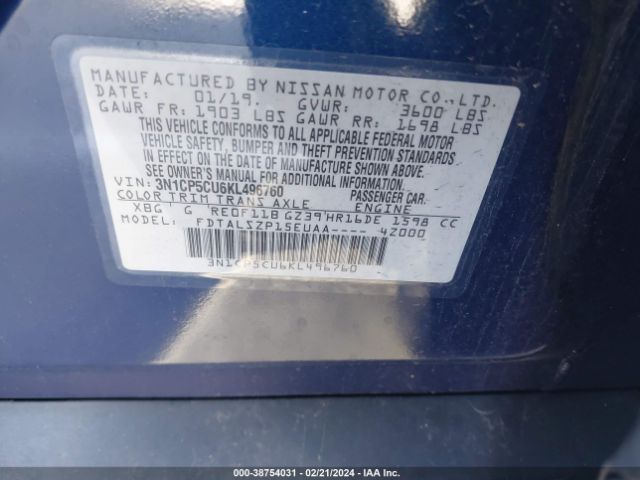 MANUFACTURED BY NISSAN MOTOR CO.,LTD.
DATE: 01/19. GVWR: 3600 LBS
GAWR FR: 1903 LBS GAWR RR: 1698 LBS
THIS VEHICLE CONFORMS TO ALL APPLICABLE FEDERAL MOTOR
VEHICLE SAFETY, BUMPER AND THEFT PREVENTION STANDARDS
IN EFFECT ON THE DATE OF MANUFACTURE SHOWN ABOVE.
SEE OWNER'S MANUAL FOR ADDITIONAL INFORMATION
VIN: 3N1CP5CU6KL496760 PASSENGER CAR.
COLOR TRIM TRANS AXLE ENGINE
XBG G RE0F11B GZ39 HR16DE 1598 CC
MODEL: FDTALSZP15EUAA---- 4Z000
3N1CP5CU6KL496760
000-38754031 - 02/21/2024 - IAA Inc.